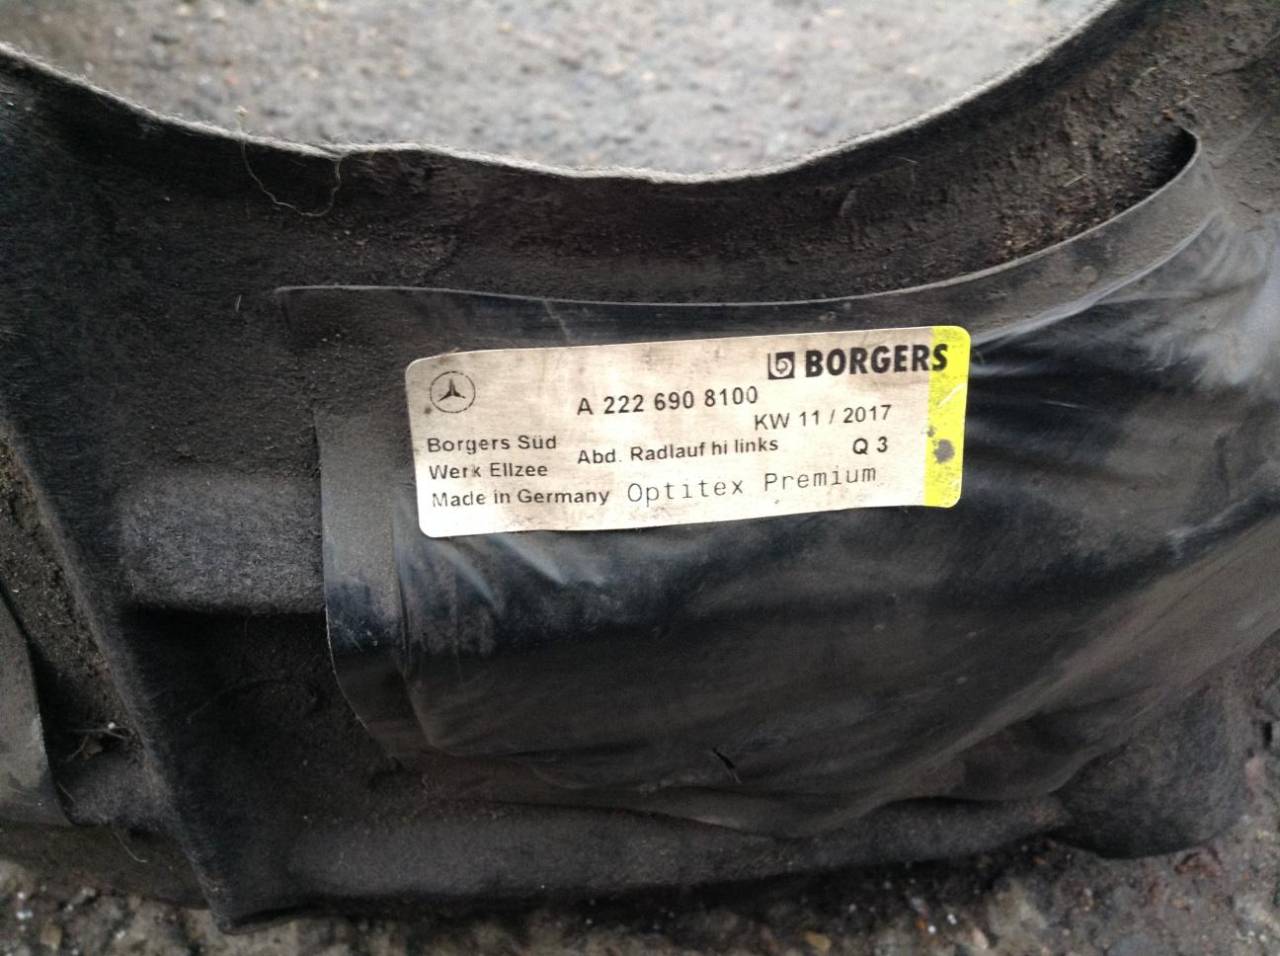 BORGERS
A 222 690 8100
KW 11 / 2017
Borgers Süd
Abd. Radlauf hi links
Q 3
Werk Ellzee
Made in Germany
Optitex Premium